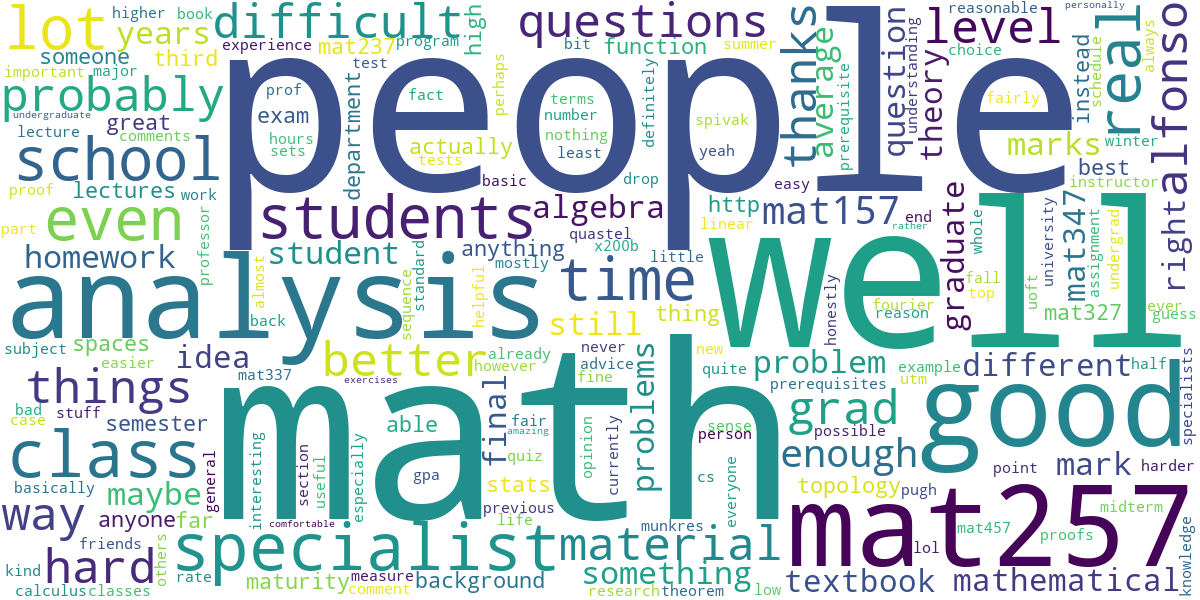 lot
higher
book
years
someone
third
important
major
undergraduate
difficult
experience
mat237
program
high
test
bit
questions
function
summer
thanks
average
reasonable
level
choice
personally
question
understanding
theory
instead
schedule
real
always
rightalfonso
probably
great
lecture
comments
prof
exam
fact
hours
sets
department
actually
tests
perhaps
people
terms
number
nothing
least
definitely
spivak
yeah
prerequisite
fairly
marks
winter
best
instructor
school
proof
lectures
work
part
even
professor
students
basic
algebra
drop
easy
http
mat157
end
linear
rather
quastel
x200b
little
homework
student
anything
mostly
almost
sequence
standard
helpful
analysis
back
time
well
honestly
fourier
reason
graduate
whole
fall
top
uoft
university
mat347
assignment
undergrad
mat327
ever
guess
subject
spaces
easier
idea
mat337
better
still
thing
already
however
exercises
never
advice
fine
new
quite
problem
prerequisites
example
utm
different
half
specialists
things
bad
stuff
case
semester
math
able
final
fair
amazing
quiz
opinion
currently
problems
sense
person
cs
everyone
grad
possible
good
enough
point
mark
harder
class
basically
general
interesting
section
useful
especially
gpa
stats
previous
life
topology
pugh
maybe
way
anyone
far
friends
others
comfortable
specialist
material
munkres
mat257
midterm
mat457
proofs
lol
knowledge
hard
kind
calculus
classes
rate
maturity
measure
comment
background
something
research
theorem
low
textbook
mathematical